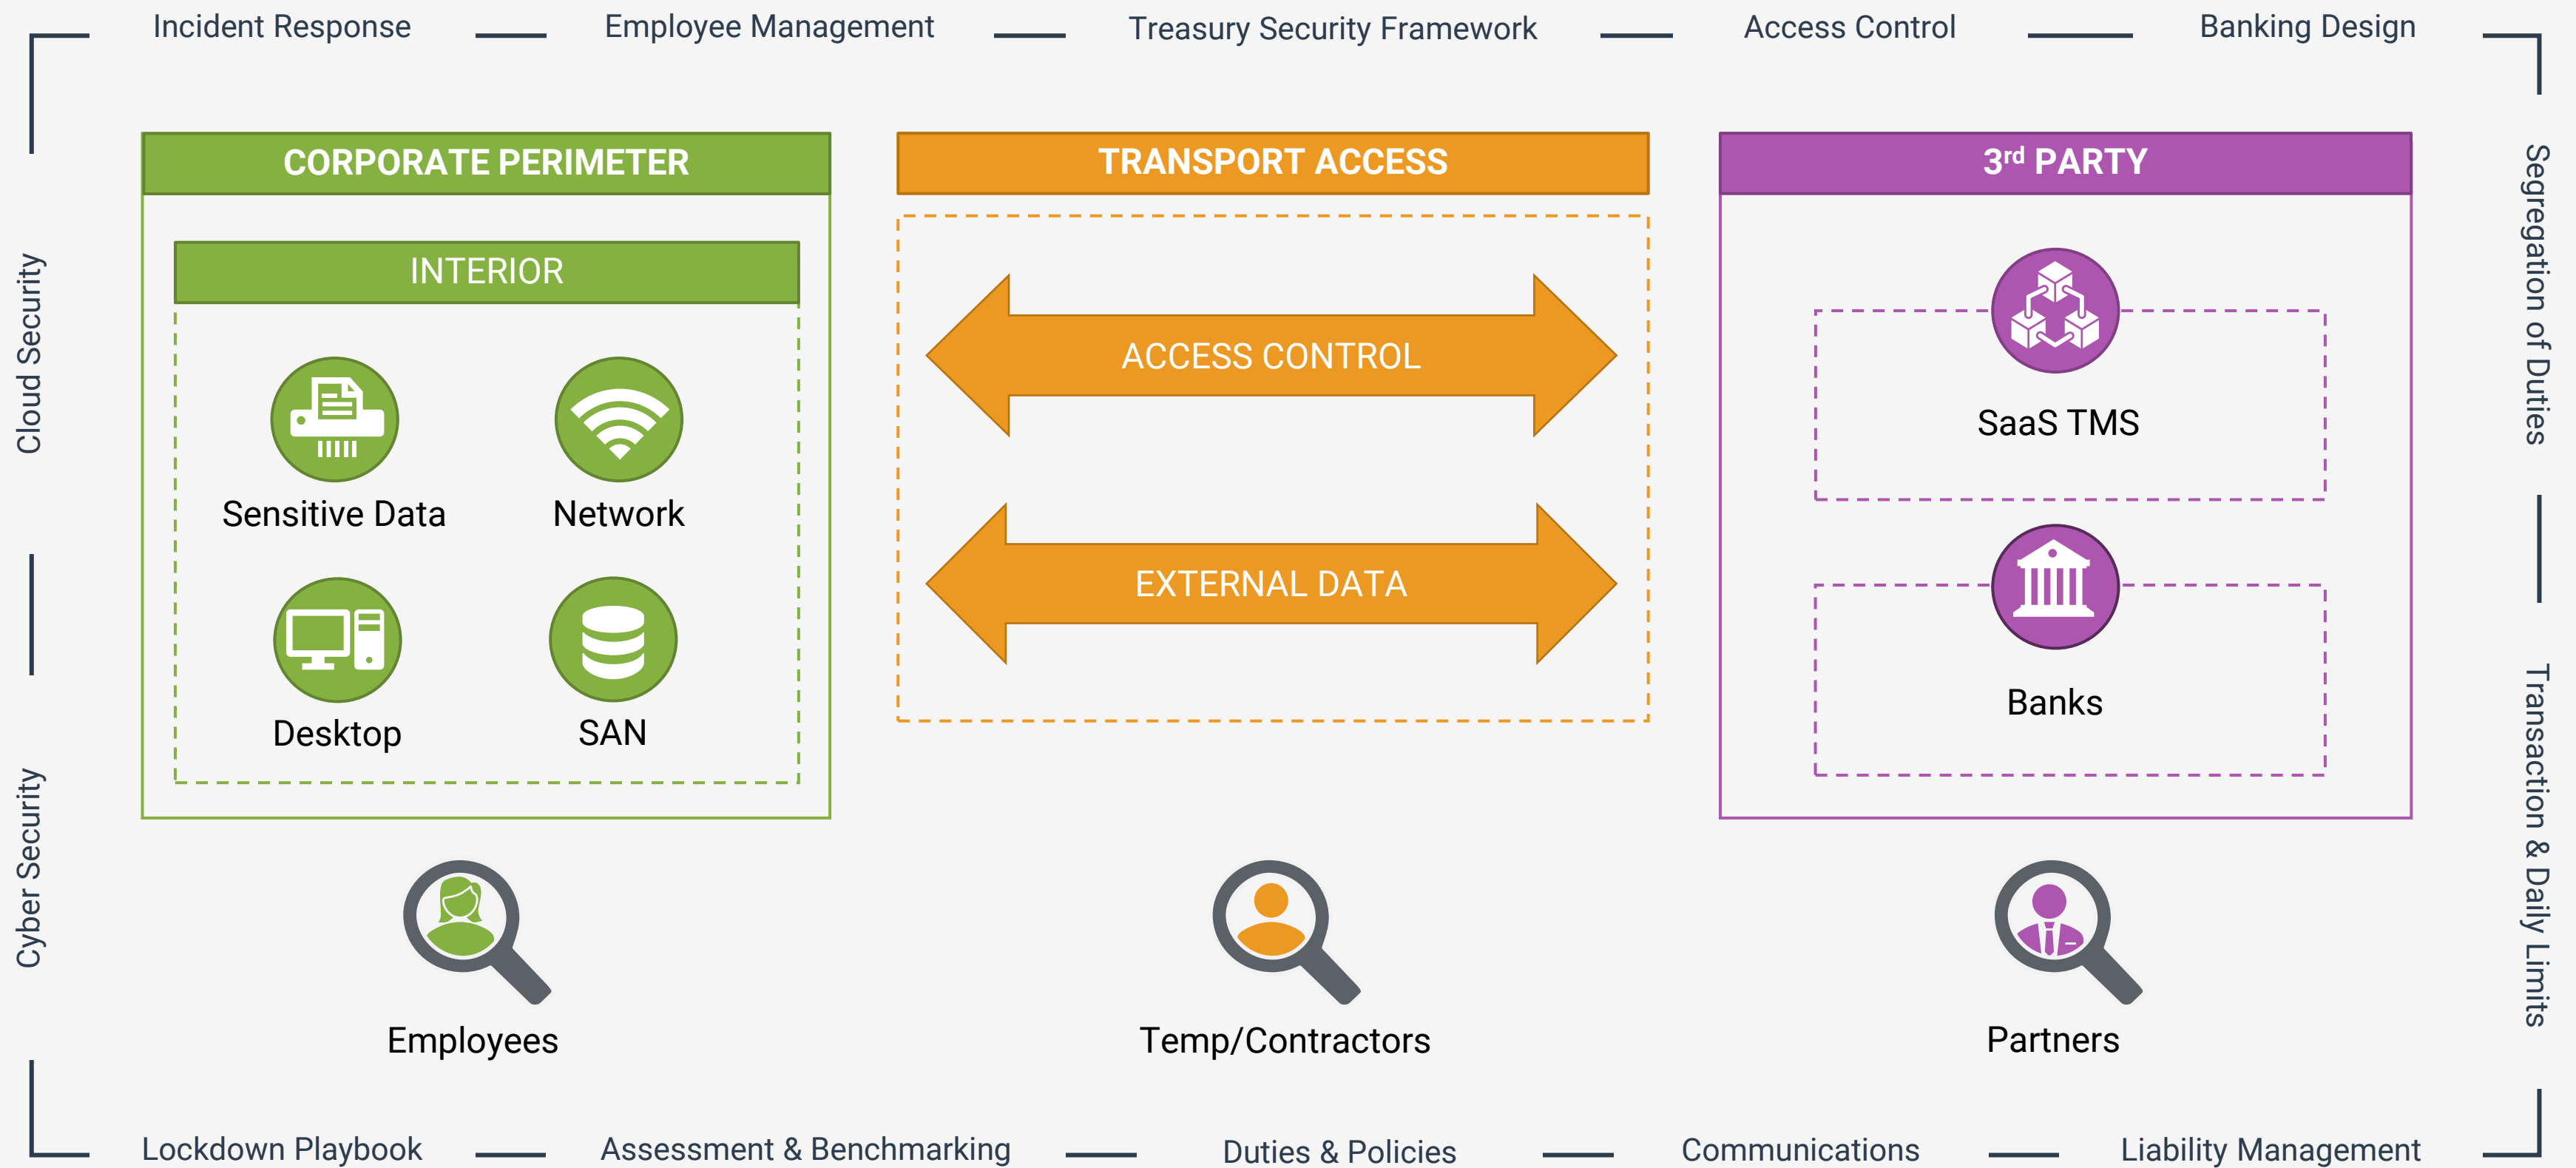 Incident Response
Employee Management
Treasury Security Framework
Access Control
Banking Design
Cloud Security
Cyber Security
CORPORATE PERIMETER
INTERIOR
Sensitive Data
Network
Desktop
SAN
TRANSPORT ACCESS
ACCESS CONTROL
EXTERNAL DATA
3rd PARTY
SaaS TMS
Banks
Segregation of Duties
Transaction & Daily Limits
Employees
Temp/Contractors
Partners
Lockdown Playbook
Assessment & Benchmarking
Duties & Policies
Communications
Liability Management